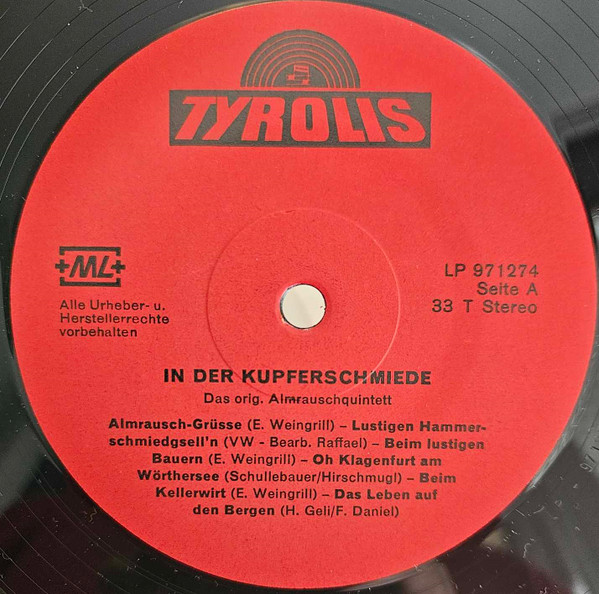 TYROLIS
+ML+
Alle Urheber- u.
Herstellerrechte
vorbehalten
LP 971274
Seite A
33 T Stereo
IN DER KUPFERSCHMIEDE
Das orig. Almrauschquintett
Almrausch-Grüsse (E. Weingrill) – Lustigen Hammer-
schmiedgsell'n (VW - Bearb. Raffael) – Beim lustigen
Bauern (E. Weingrill) – Oh Klagenfurt am
Wörthersee (Schullebauer/Hirschmugl) – Beim
Kellerwirt (E. Weingrill) – Das Leben auf
den Bergen (H. Geli/F. Daniel)